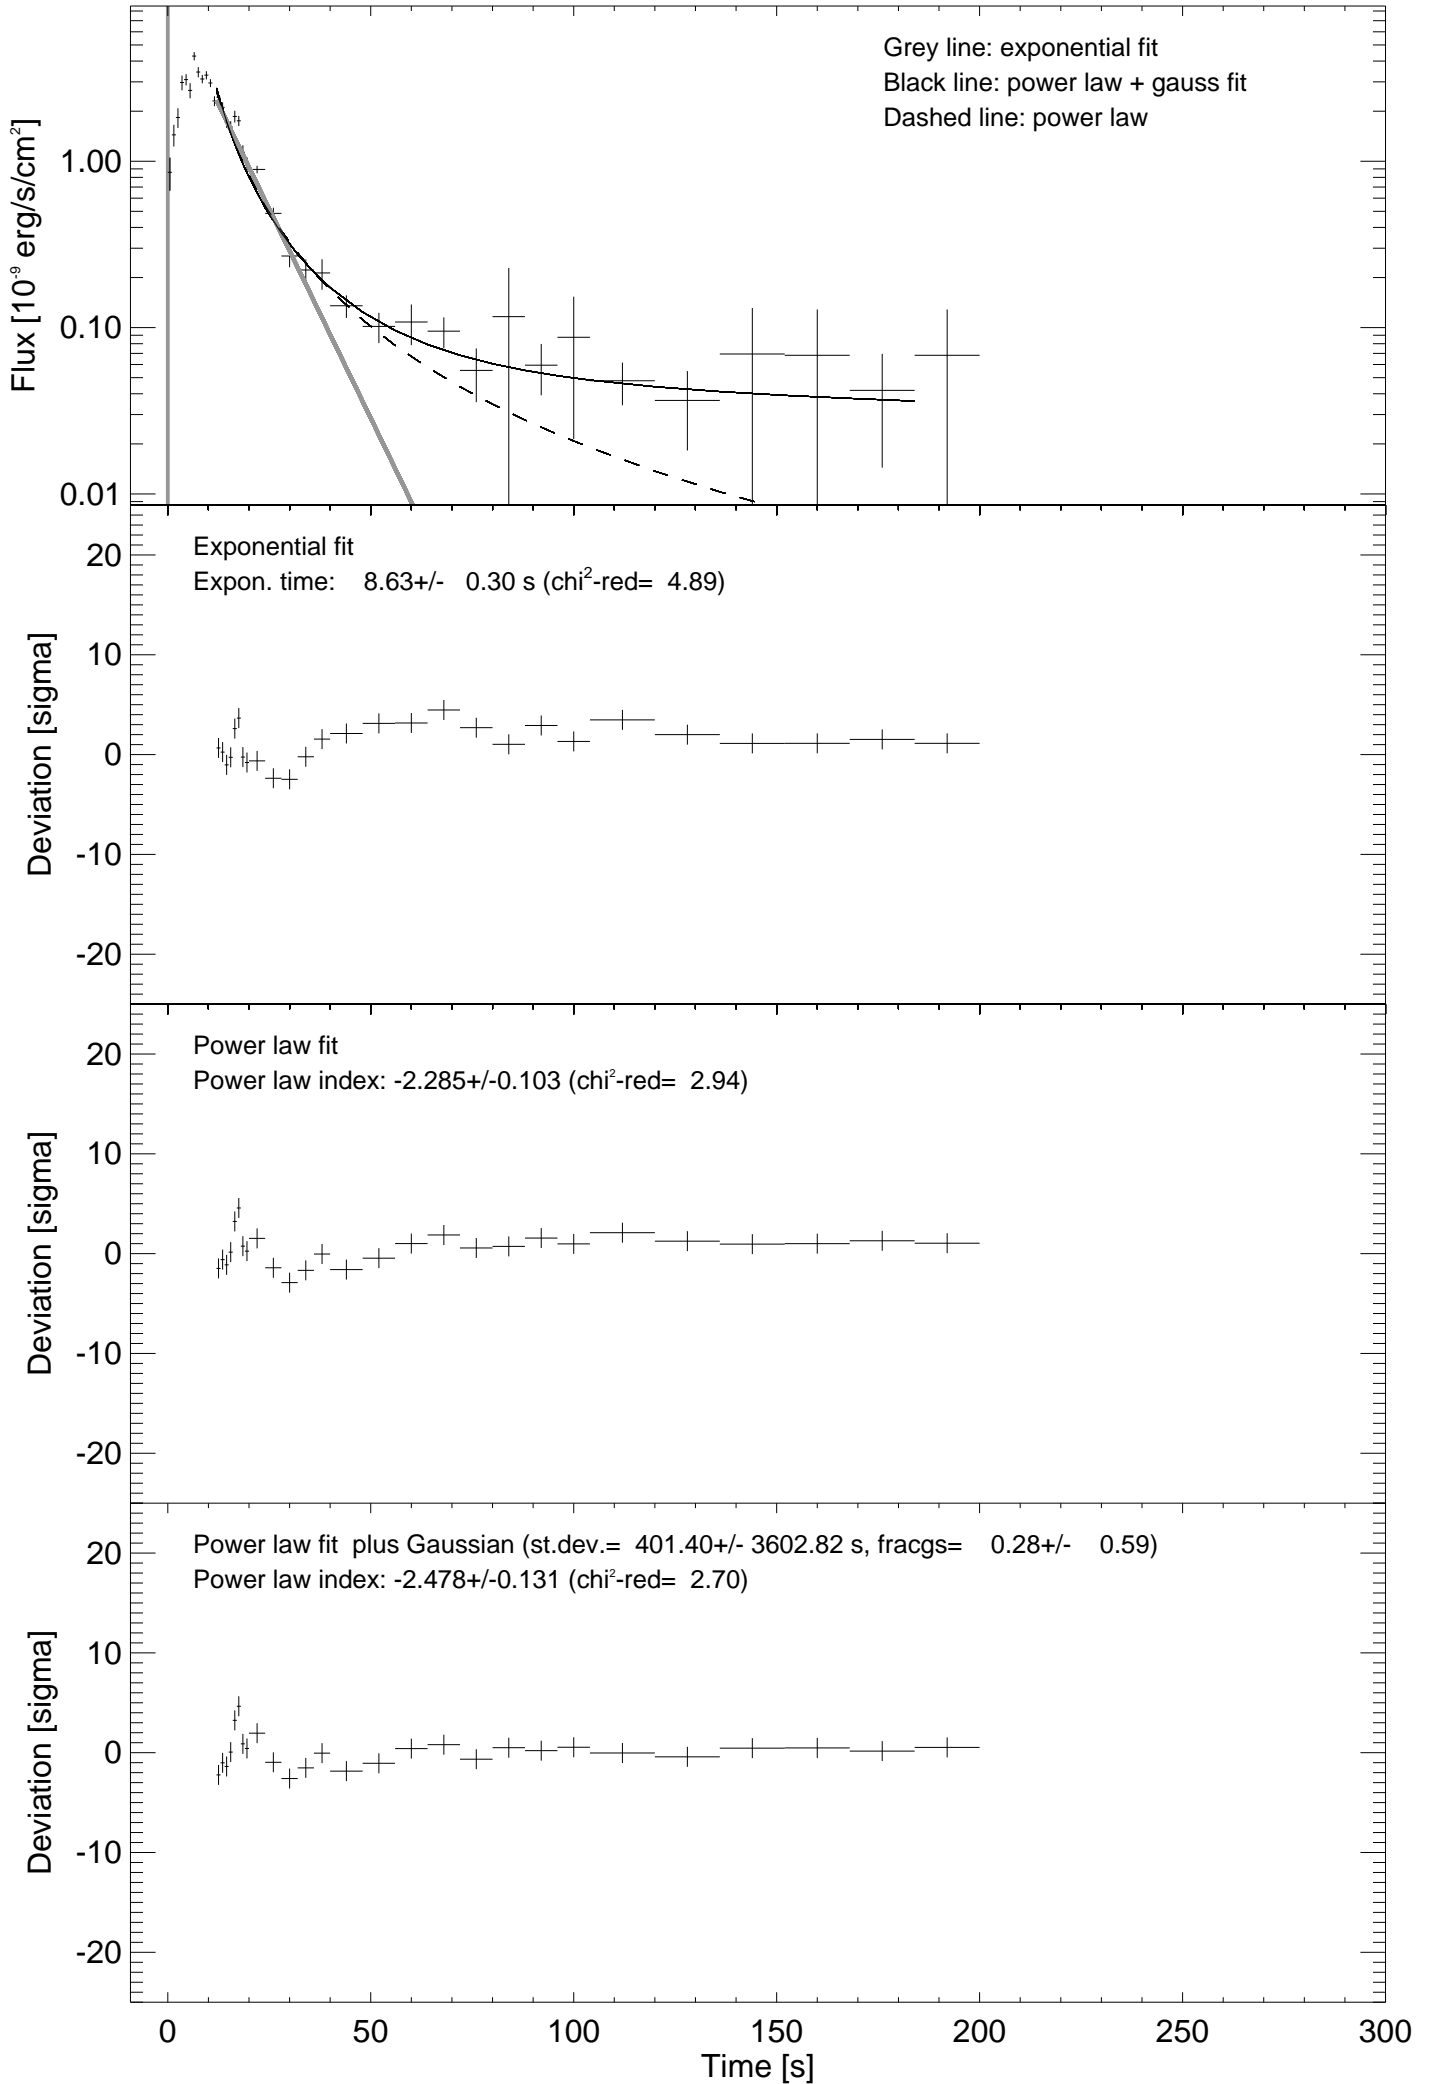 Grey line: exponential fit
Black line: power law + gauss fit
Dashed line: power law
Flux [10⁻⁹ erg/s/cm²]
1.00
0.10
0.01
Exponential fit
Expon. time: 8.63+/- 0.30 s (chi²-red= 4.89)
Deviation [sigma]
20
10
0
-10
-20
Power law fit
Power law index: -2.285+/-0.103 (chi²-red= 2.94)
Deviation [sigma]
20
10
0
-10
-20
Power law fit plus Gaussian (st.dev.= 401.40+/- 3602.82 s, fracgs= 0.28+/- 0.59)
Power law index: -2.478+/-0.131 (chi²-red= 2.70)
Deviation [sigma]
20
10
0
-10
-20
0 50 100 150 200 250 300
Time [s]